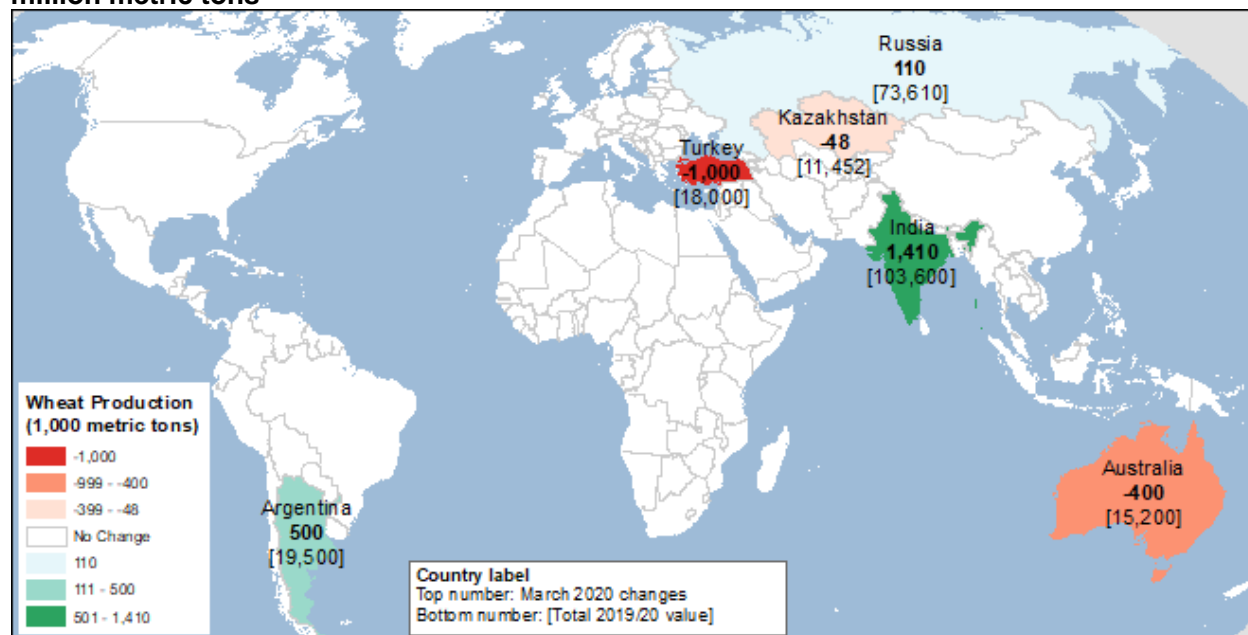 million metric tons
Russia
110
[73,610]
Kazakhstan
-48
[11,452]
Turkey
-1,000
[18,000]
India
1,410
[103,600]
Australia
-400
[15,200]
Argentina
500
[19,500]
Wheat Production
(1,000 metric tons)
-1,000
-999 - -400
-399 - -48
No Change
110
111 - 500
501 - 1,410
Country label
Top number: March 2020 changes
Bottom number: [Total 2019/20 value]